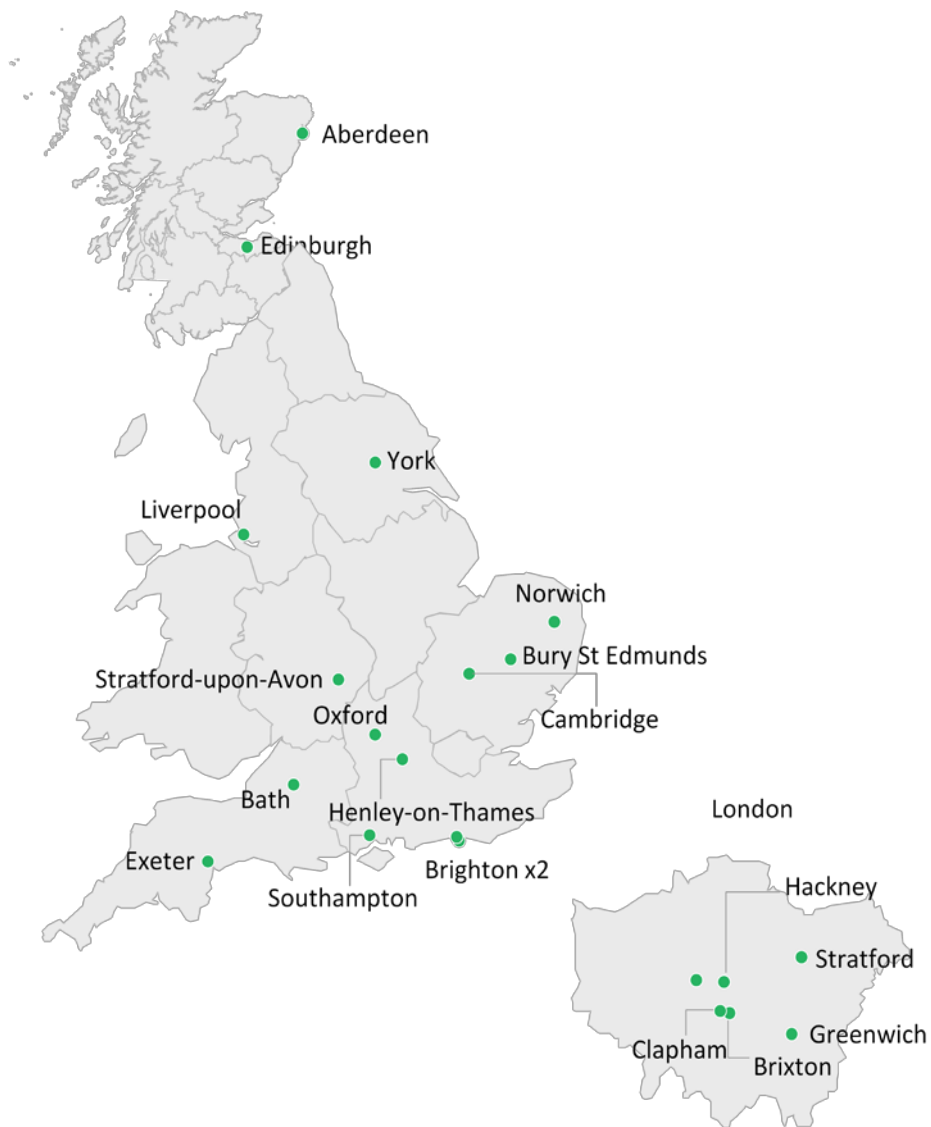 Aberdeen
Edinburgh
York
Liverpool
Norwich
Bury St Edmunds
Stratford-upon-Avon
Oxford
Cambridge
Bath
Henley-on-Thames
London
Exeter
Brighton x2
Southampton
Hackney
Stratford
Greenwich
Clapham
Brixton